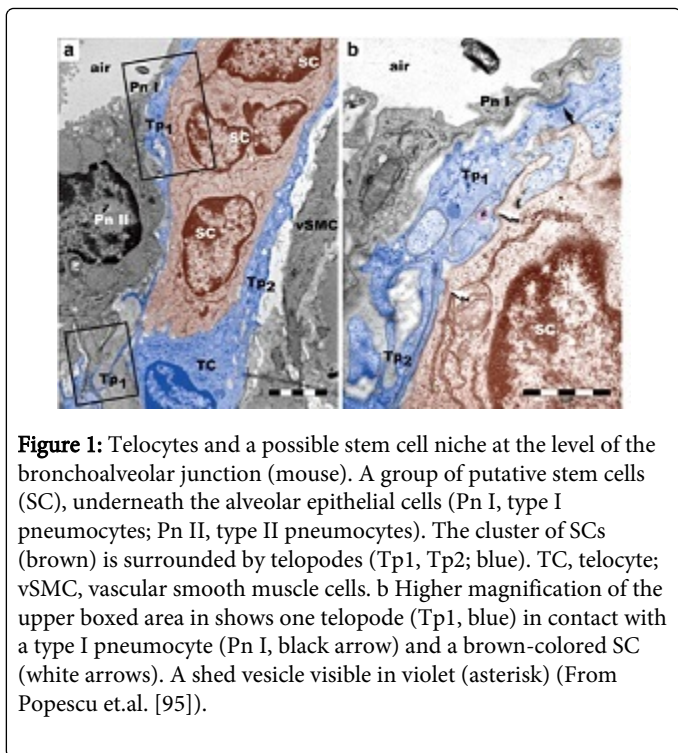 a
b
air
air
SC
Pn I
Pn I
Tp1
SC
Tp1
Pn II
SC
vSMC
Tp2
SC
Tp1
TC
Tp2
Figure 1: Telocytes and a possible stem cell niche at the level of the
bronchoalveolar junction (mouse). A group of putative stem cells
(SC), underneath the alveolar epithelial cells (Pn I, type I
pneumocytes; Pn II, type II pneumocytes). The cluster of SCs
(brown) is surrounded by telopodes (Tp1, Tp2; blue). TC, telocyte;
vSMC, vascular smooth muscle cells. b Higher magnification of the
upper boxed area in shows one telopode (Tp1, blue) in contact with
a type I pneumocyte (Pn I, black arrow) and a brown-colored SC
(white arrows). A shed vesicle visible in violet (asterisk) (From
Popescu et.al. [95]).